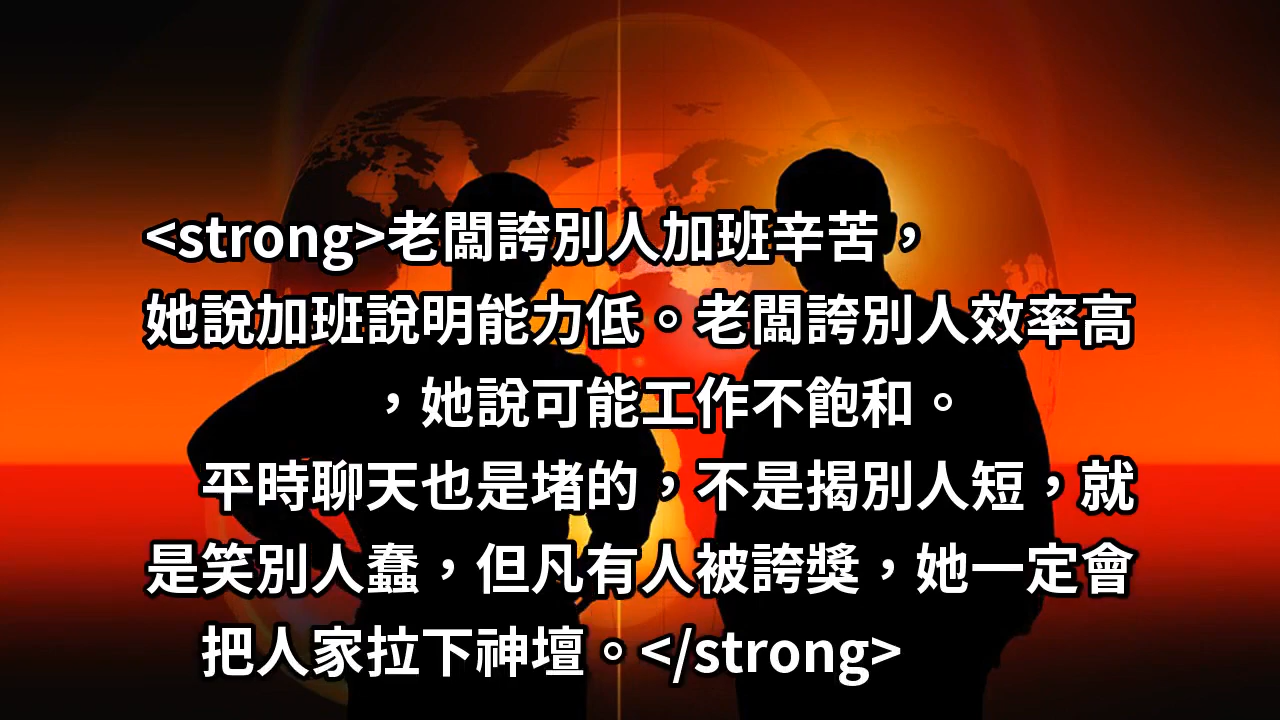 <strong>老闆誇別人加班辛苦，
她說加班說明能力低。老闆誇別人效率高
，她說可能工作不飽和。
平時聊天也是堵的，不是揭別人短，就
是笑別人蠢，但凡有人被誇獎，她一定會
把人家拉下神壇。</strong>